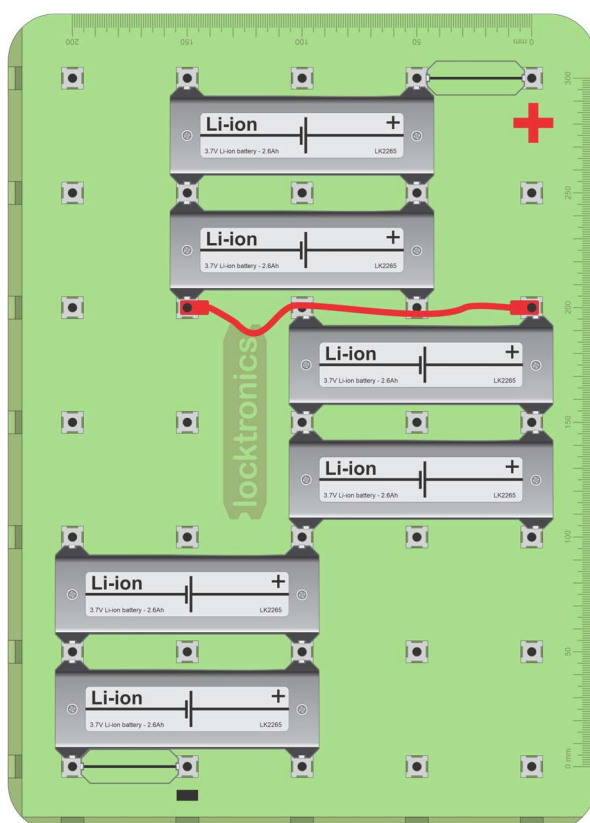 200 150 100 50 0 mm
300
Li-ion +
3.7V Li-ion battery - 2.6Ah LK2265
250
Li-ion +
3.7V Li-ion battery - 2.6Ah LK2265
200
Li-ion +
3.7V Li-ion battery - 2.6Ah LK2265
locktronics
150
Li-ion +
3.7V Li-ion battery - 2.6Ah LK2265
100
Li-ion +
3.7V Li-ion battery - 2.6Ah LK2265
50
Li-ion +
3.7V Li-ion battery - 2.6Ah LK2265
0 mm